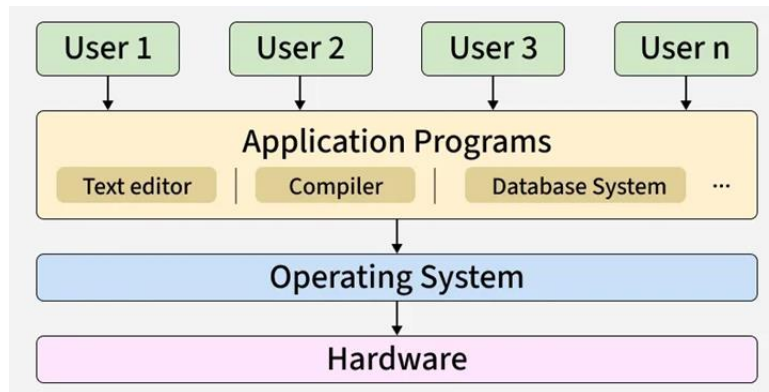 User 1 User 2 User 3 User n
Application Programs
Text editor | Compiler | Database System ...
Operating System
Hardware